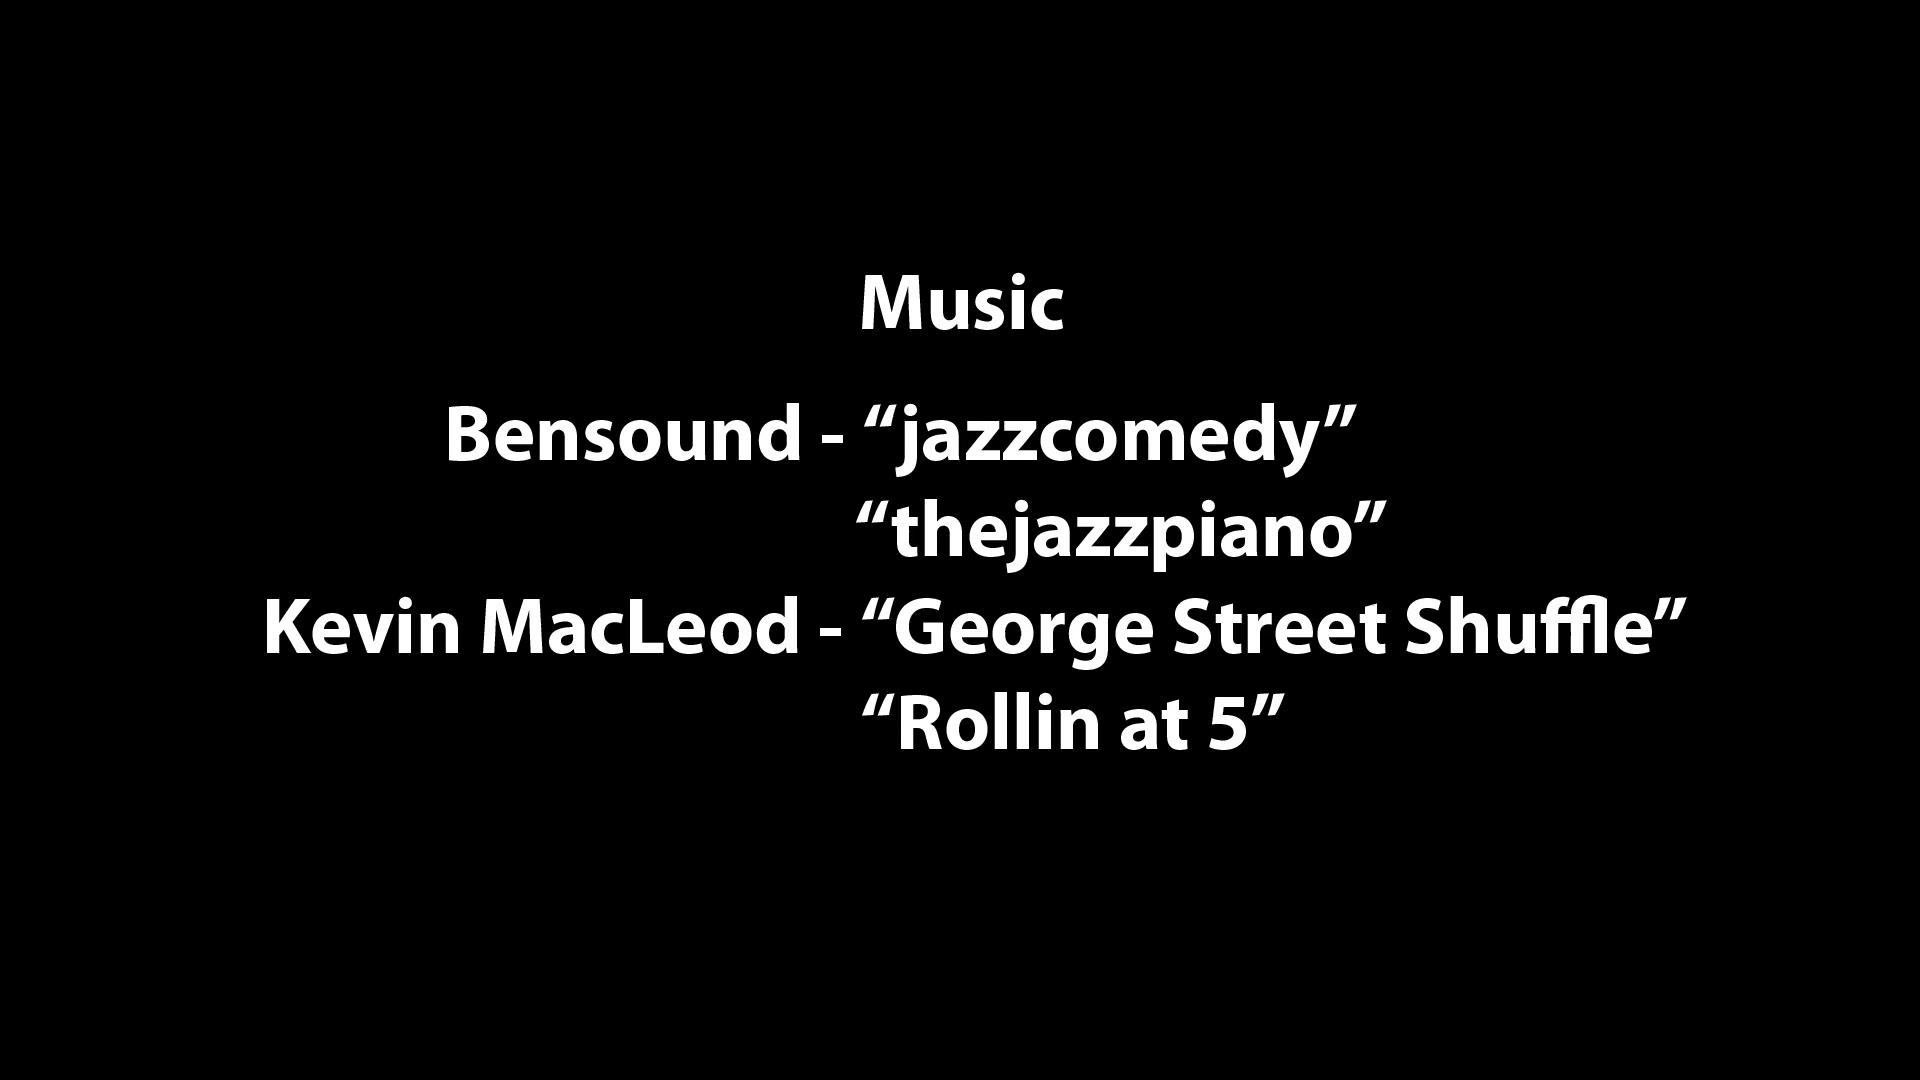 Music
Bensound - “jazzcomedy”
“thejazzpiano”
Kevin MacLeod - “George Street Shuffle”
“Rollin at 5”